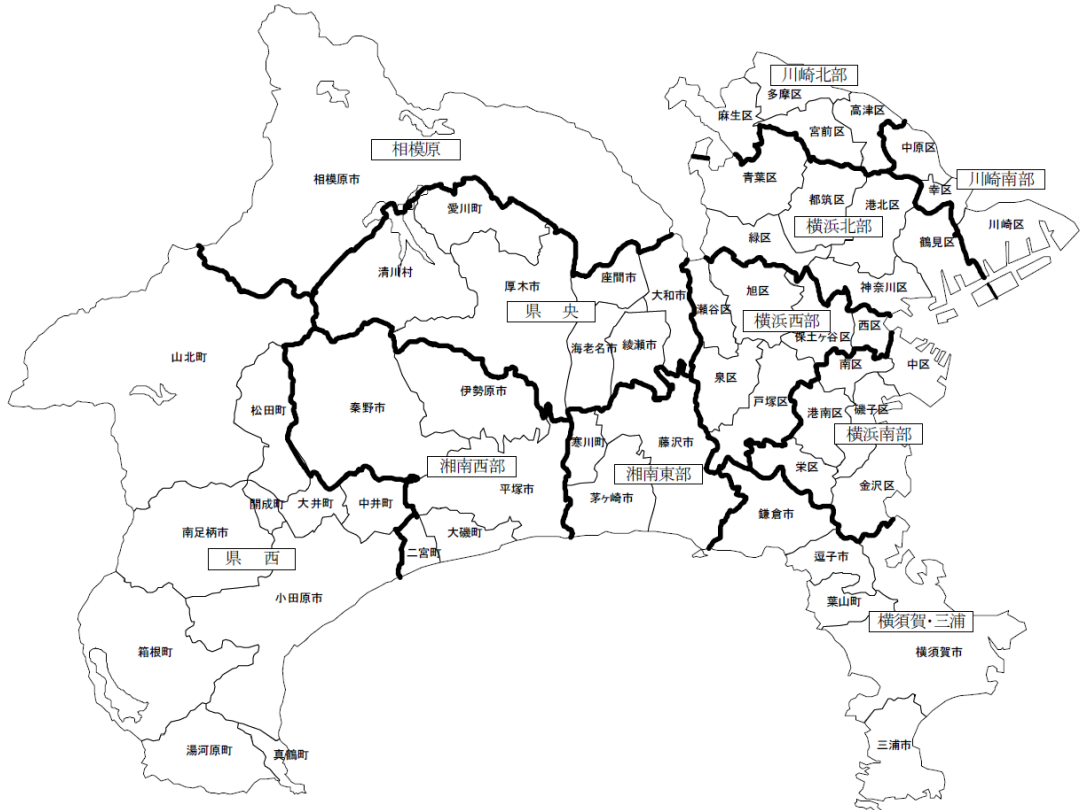 川崎北部
多摩区
麻生区
高津区
宮前区
中原区
相模原
相模原市
青葉区
川崎南部
幸区
都筑区
港北区
愛川町
横浜北部
川崎区
緑区
鶴見区
清川村
座間市
厚木市
神奈川区
旭区
大和市
県 央
瀬谷区
横浜西部
西区
保土ヶ谷区
海老名市
綾瀬市
山北町
南区
中区
泉区
伊勢原市
戸塚区
秦野市
松田町
港南区
磯子区
横浜南部
寒川町
藤沢市
湘南西部
湘南東部
栄区
平塚市
金沢区
茅ヶ崎市
開成町
大井町
中井町
鎌倉市
南足柄市
大磯町
二宮町
県 西
逗子市
小田原市
葉山町
横須賀・三浦
箱根町
横須賀市
三浦市
湯河原町
真鶴町